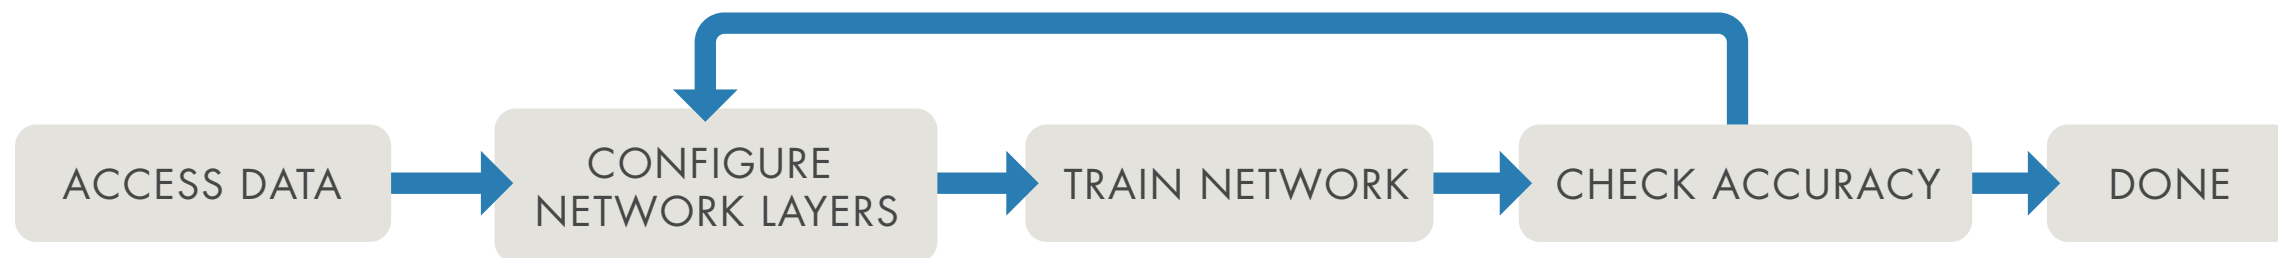 ACCESS DATA
CONFIGURE
NETWORK LAYERS
TRAIN NETWORK
CHECK ACCURACY
DONE